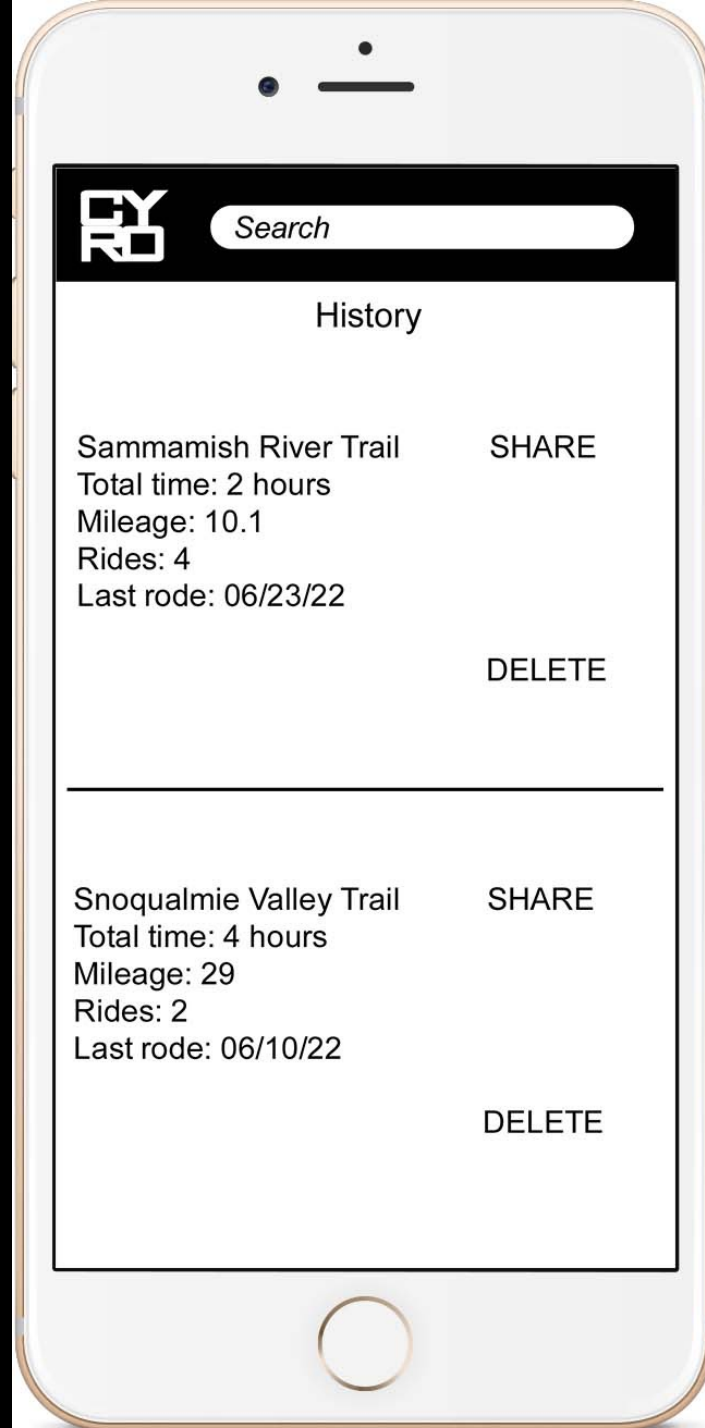 CY
RO
Search
History
Sammamish River Trail SHARE
Total time: 2 hours
Mileage: 10.1
Rides: 4
Last rode: 06/23/22
DELETE
Snoqualmie Valley Trail SHARE
Total time: 4 hours
Mileage: 29
Rides: 2
Last rode: 06/10/22
DELETE